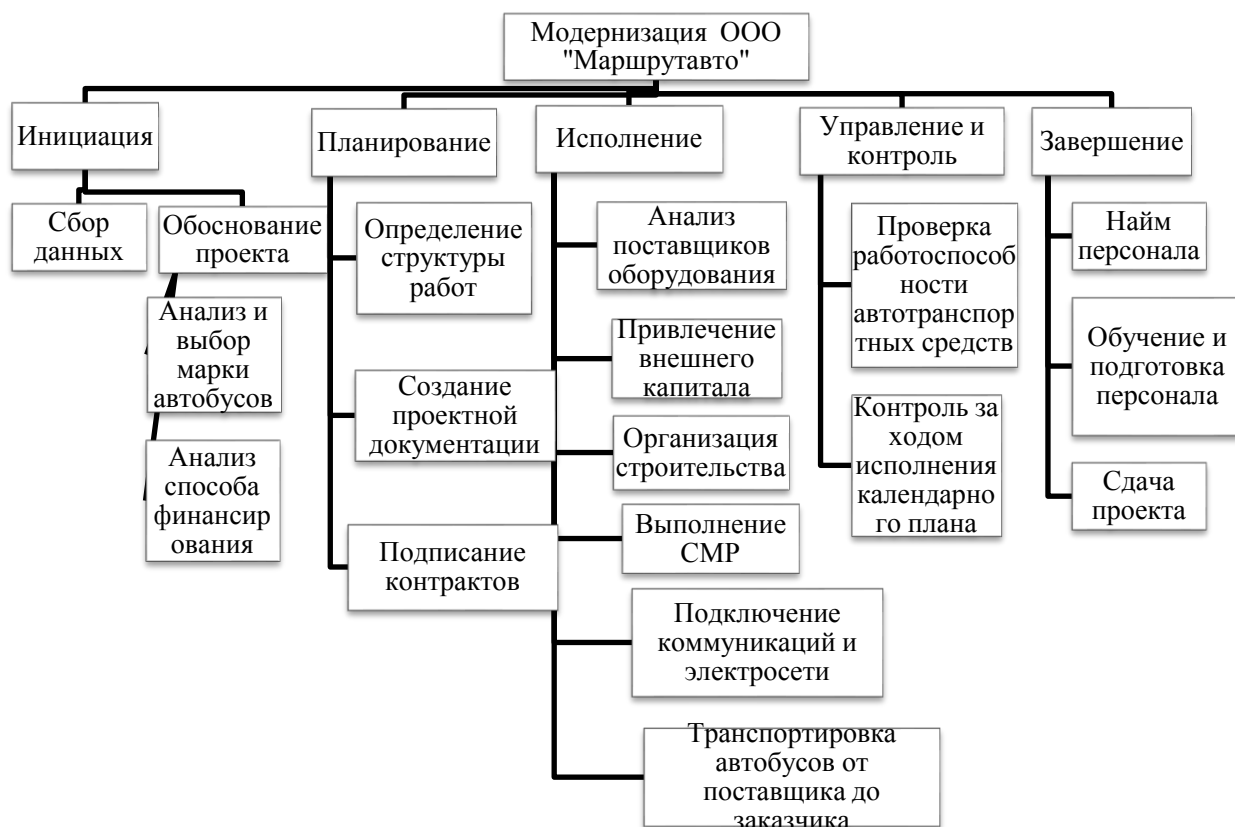 Модернизация ООО
"Маршрутавто"
Инициация
Планирование
Исполнение
Управление и
контроль
Завершение
Сбор
данных
Обоснование
проекта
Анализ и
выбор
марки
автобусов
Анализ
способа
финансир
ования
Определение
структуры
работ
Создание
проектной
документации
Подписание
контрактов
Анализ
поставщиков
оборудования
Привлечение
внешнего
капитала
Организация
строительства
Выполнение
СМР
Подключение
коммуникаций и
электросети
Транспортировка
автобусов от
поставщика до
заказчика
Проверка
работоспособ
ности
автотранспор
тных средств
Контроль за
ходом
исполнения
календарно
го плана
Найм
персонала
Обучение и
подготовка
персонала
Сдача
проекта